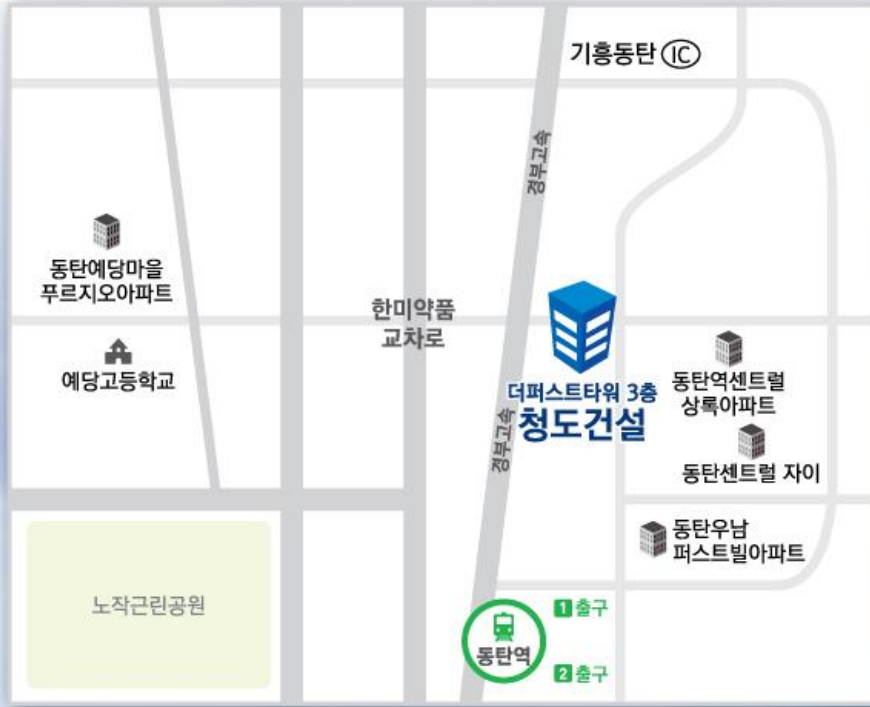 기흥동탄 IC
경부고속
동탄예당마을
푸르지오아파트
한미약품
교차로
예당고등학교
더퍼스트타워 3층
청도건설
동탄역센트럴
상록아파트
경부고속
동탄센트럴 자이
동탄우남
퍼스트빌아파트
노작근린공원
1 출구
동탄역
2 출구